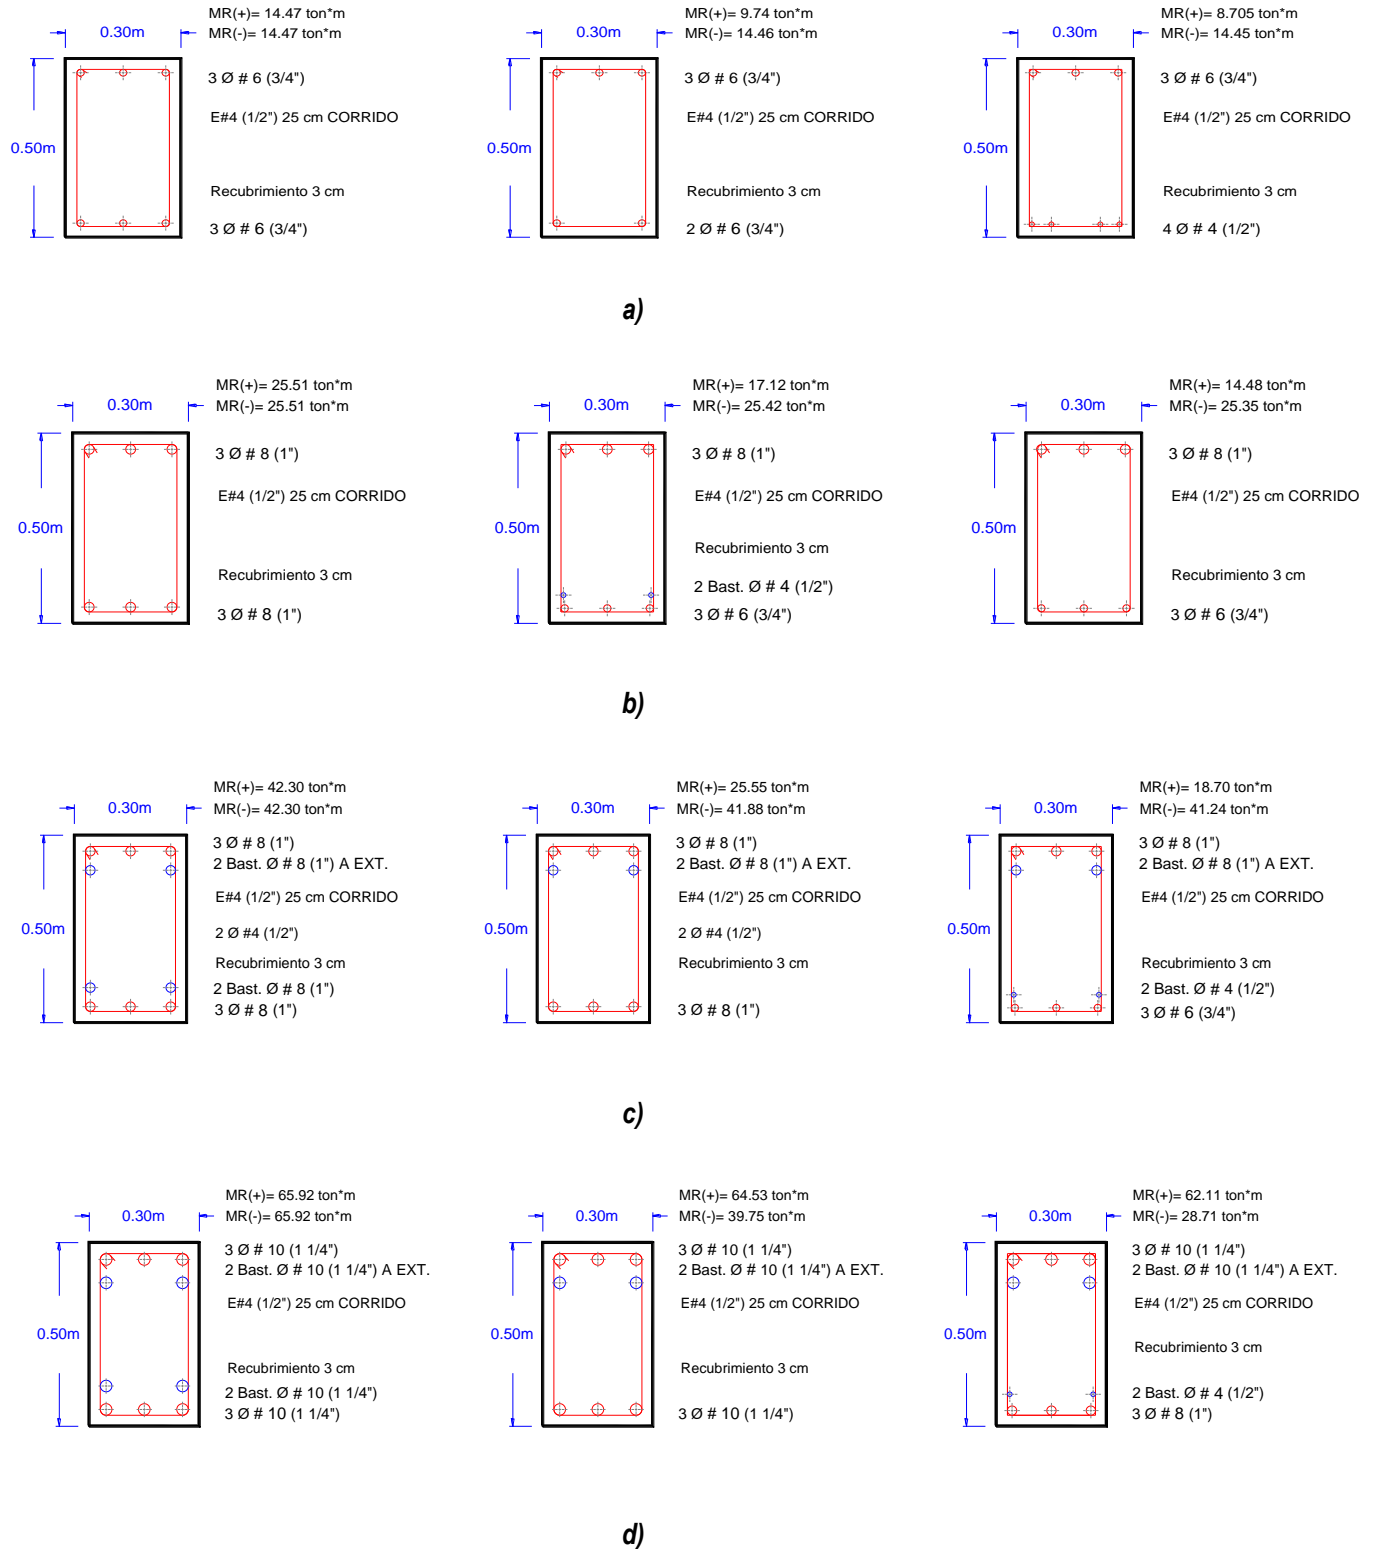 MR(+)= 14.47 ton*m
MR(-)= 14.47 ton*m
0.30m
3 Ø # 6 (3/4")
E#4 (1/2") 25 cm CORRIDO
0.50m
Recubrimiento 3 cm
3 Ø # 6 (3/4")
MR(+)= 9.74 ton*m
MR(-)= 14.46 ton*m
0.30m
3 Ø # 6 (3/4")
E#4 (1/2") 25 cm CORRIDO
0.50m
Recubrimiento 3 cm
2 Ø # 6 (3/4")
MR(+)= 8.705 ton*m
MR(-)= 14.45 ton*m
0.30m
3 Ø # 6 (3/4")
E#4 (1/2") 25 cm CORRIDO
0.50m
Recubrimiento 3 cm
4 Ø # 4 (1/2")
a)
MR(+)= 25.51 ton*m
MR(-)= 25.51 ton*m
0.30m
3 Ø # 8 (1")
E#4 (1/2") 25 cm CORRIDO
0.50m
Recubrimiento 3 cm
3 Ø # 8 (1")
MR(+)= 17.12 ton*m
MR(-)= 25.42 ton*m
0.30m
3 Ø # 8 (1")
E#4 (1/2") 25 cm CORRIDO
0.50m
Recubrimiento 3 cm
2 Bast. Ø # 4 (1/2")
3 Ø # 6 (3/4")
MR(+)= 14.48 ton*m
MR(-)= 25.35 ton*m
0.30m
3 Ø # 8 (1")
E#4 (1/2") 25 cm CORRIDO
0.50m
Recubrimiento 3 cm
3 Ø # 6 (3/4")
b)
MR(+)= 42.30 ton*m
MR(-)= 42.30 ton*m
0.30m
3 Ø # 8 (1")
2 Bast. Ø # 8 (1") A EXT.
E#4 (1/2") 25 cm CORRIDO
0.50m
2 Ø #4 (1/2")
Recubrimiento 3 cm
2 Bast. Ø # 8 (1")
3 Ø # 8 (1")
MR(+)= 25.55 ton*m
MR(-)= 41.88 ton*m
0.30m
3 Ø # 8 (1")
2 Bast. Ø # 8 (1") A EXT.
E#4 (1/2") 25 cm CORRIDO
0.50m
2 Ø #4 (1/2")
Recubrimiento 3 cm
3 Ø # 8 (1")
MR(+)= 18.70 ton*m
MR(-)= 41.24 ton*m
0.30m
3 Ø # 8 (1")
2 Bast. Ø # 8 (1") A EXT.
E#4 (1/2") 25 cm CORRIDO
0.50m
Recubrimiento 3 cm
2 Bast. Ø # 4 (1/2")
3 Ø # 6 (3/4")
c)
MR(+)= 65.92 ton*m
MR(-)= 65.92 ton*m
0.30m
3 Ø # 10 (1 1/4")
2 Bast. Ø # 10 (1 1/4") A EXT.
E#4 (1/2") 25 cm CORRIDO
0.50m
Recubrimiento 3 cm
2 Bast. Ø # 10 (1 1/4")
3 Ø # 10 (1 1/4")
MR(+)= 64.53 ton*m
MR(-)= 39.75 ton*m
0.30m
3 Ø # 10 (1 1/4")
2 Bast. Ø # 10 (1 1/4") A EXT.
E#4 (1/2") 25 cm CORRIDO
0.50m
Recubrimiento 3 cm
3 Ø # 10 (1 1/4")
MR(+)= 62.11 ton*m
MR(-)= 28.71 ton*m
0.30m
3 Ø # 10 (1 1/4")
2 Bast. Ø # 10 (1 1/4") A EXT.
E#4 (1/2") 25 cm CORRIDO
0.50m
Recubrimiento 3 cm
2 Bast. Ø # 4 (1/2")
3 Ø # 8 (1")
d)